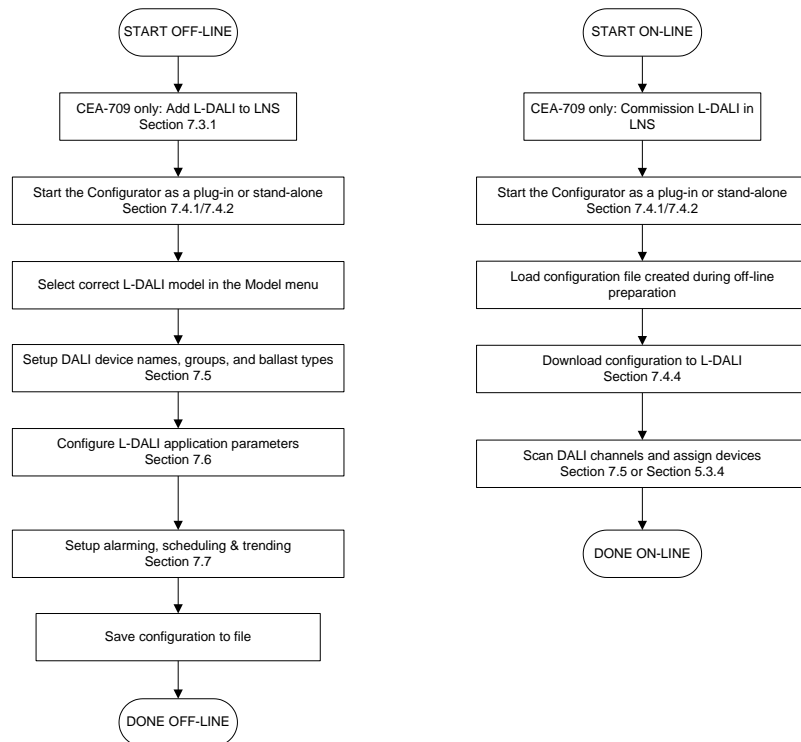 START OFF-LINE
CEA-709 only: Add L-DALI to LNS
Section 7.3.1
Start the Configurator as a plug-in or stand-alone
Section 7.4.1/7.4.2
Select correct L-DALI model in the Model menu
Setup DALI device names, groups, and ballast types
Section 7.5
Configure L-DALI application parameters
Section 7.6
Setup alarming, scheduling & trending
Section 7.7
Save configuration to file
DONE OFF-LINE
START ON-LINE
CEA-709 only: Commission L-DALI in
LNS
Start the Configurator as a plug-in or stand-alone
Section 7.4.1/7.4.2
Load configuration file created during off-line
preparation
Download configuration to L-DALI
Section 7.4.4
Scan DALI channels and assign devices
Section 7.5 or Section 5.3.4
DONE ON-LINE